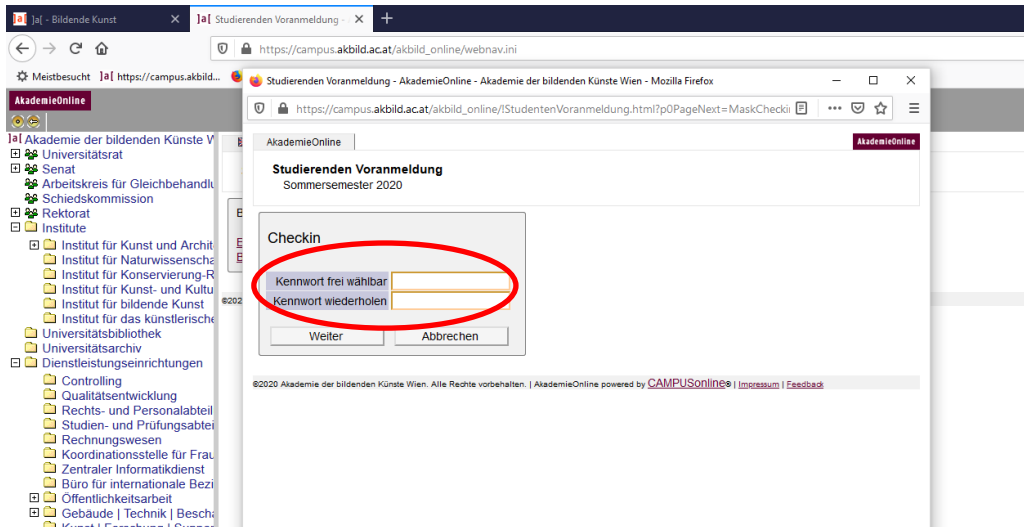 ]a[ ]a[ - Bildende Kunst
]a[ Studierenden Voranmeldung -
https://campus.akbild.ac.at/akbild_online/webnav.ini
Meistbesucht ]a[ https://campus.akbild...
AkademieOnline
]a[ Akademie der bildenden Künste W
Universitätsrat
Senat
Arbeitskreis für Gleichbehandlu
Schiedskommission
Rektorat
Institute
Institut für Kunst und Archit
Institut für Naturwissenscha
Institut für Konservierung-R
Institut für Kunst- und Kultu
Institut für bildende Kunst
Institut für das künstlerische
Universitätsbibliothek
Universitätsarchiv
Dienstleistungseinrichtungen
Controlling
Qualitätsentwicklung
Rechts- und Personalabteil
Studien- und Prüfungsabtei
Rechnungswesen
Koordinationsstelle für Frau
Zentraler Informatikdienst
Büro für internationale Bezi
Öffentlichkeitsarbeit
Gebäude | Technik | Bescha
Kunst | Forschung | Suppor
©202
Studierenden Voranmeldung - AkademieOnline - Akademie der bildenden Künste Wien - Mozilla Firefox
https://campus.akbild.ac.at/akbild_online/!StudentenVoranmeldung.html?p0PageNext=MaskCheckin
AkademieOnline
AkademieOnline
Studierenden Voranmeldung
Sommersemester 2020
Checkin
Kennwort frei wählbar
Kennwort wiederholen
Weiter Abbrechen
©2020 Akademie der bildenden Künste Wien. Alle Rechte vorbehalten. | AkademieOnline powered by CAMPUSonline® | Impressum | Feedback